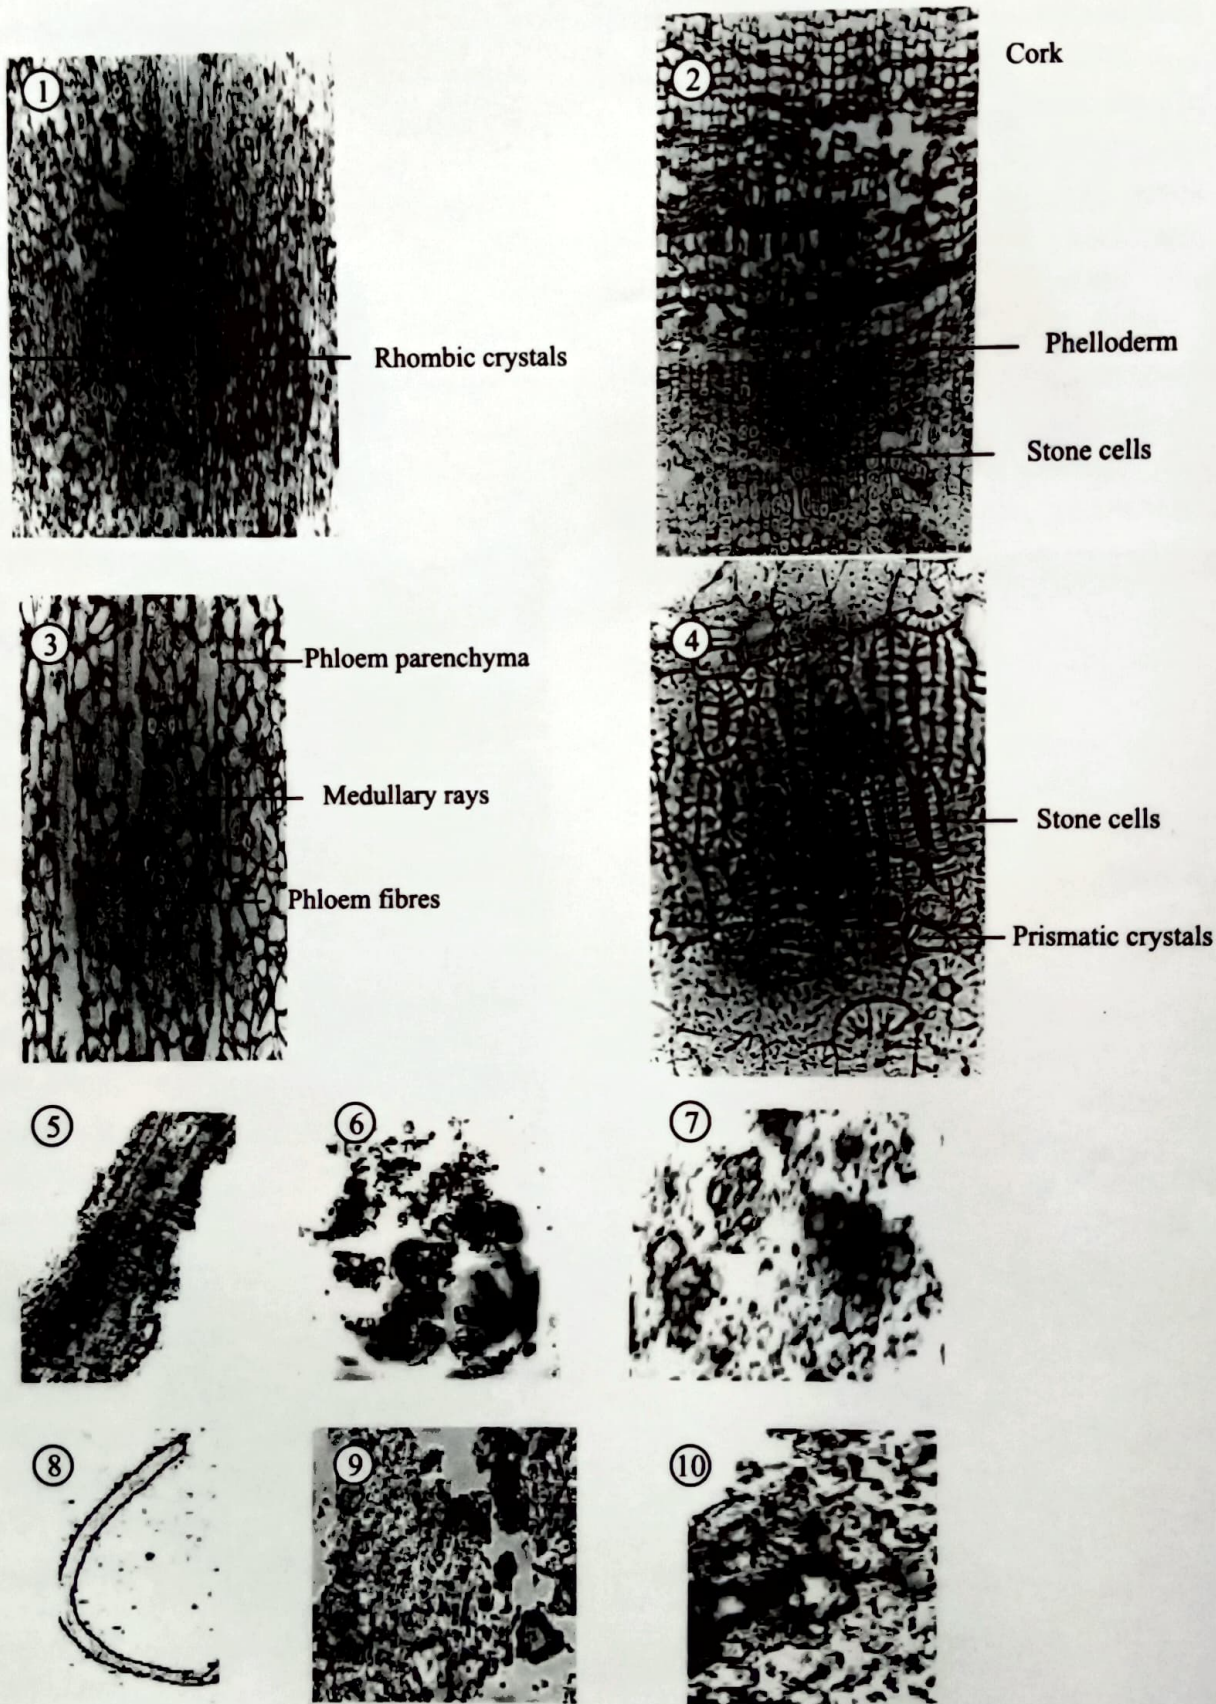 1
2
Cork
Rhombic crystals
Phelloderm
Stone cells
3
Phloem parenchyma
Medullary rays
Phloem fibres
4
Stone cells
Prismatic crystals
5
6
7
8
9
10